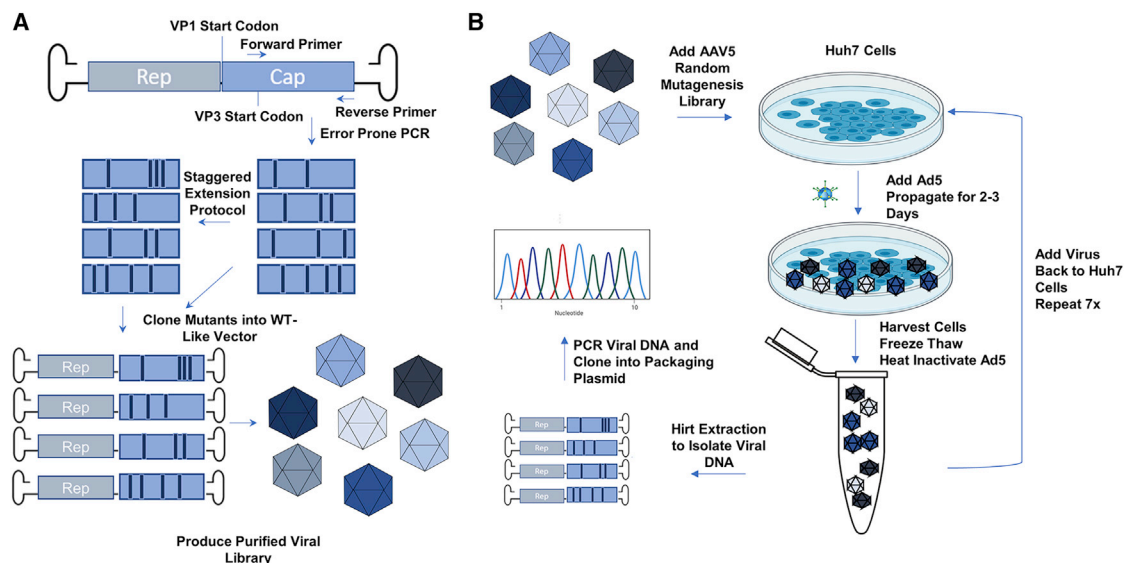 A
VP1 Start Codon
Forward Primer
Rep
Cap
Reverse Primer
VP3 Start Codon
Error Prone PCR
Staggered
Extension
Protocol
Clone Mutants into WT-
Like Vector
Rep
Rep
Rep
Rep
Produce Purified Viral
Library
B
Add AAV5
Random
Mutagenesis
Library
Huh7 Cells
Add Ad5
Propagate for 2-3
Days
Add Virus
Back to Huh7
Cells
Repeat 7x
Harvest Cells
Freeze Thaw
Heat Inactivate Ad5
Hirt Extraction
to Isolate Viral
DNA
Rep
Rep
Rep
Rep
PCR Viral DNA and
Clone into Packaging
Plasmid
1
10
Nucleotide